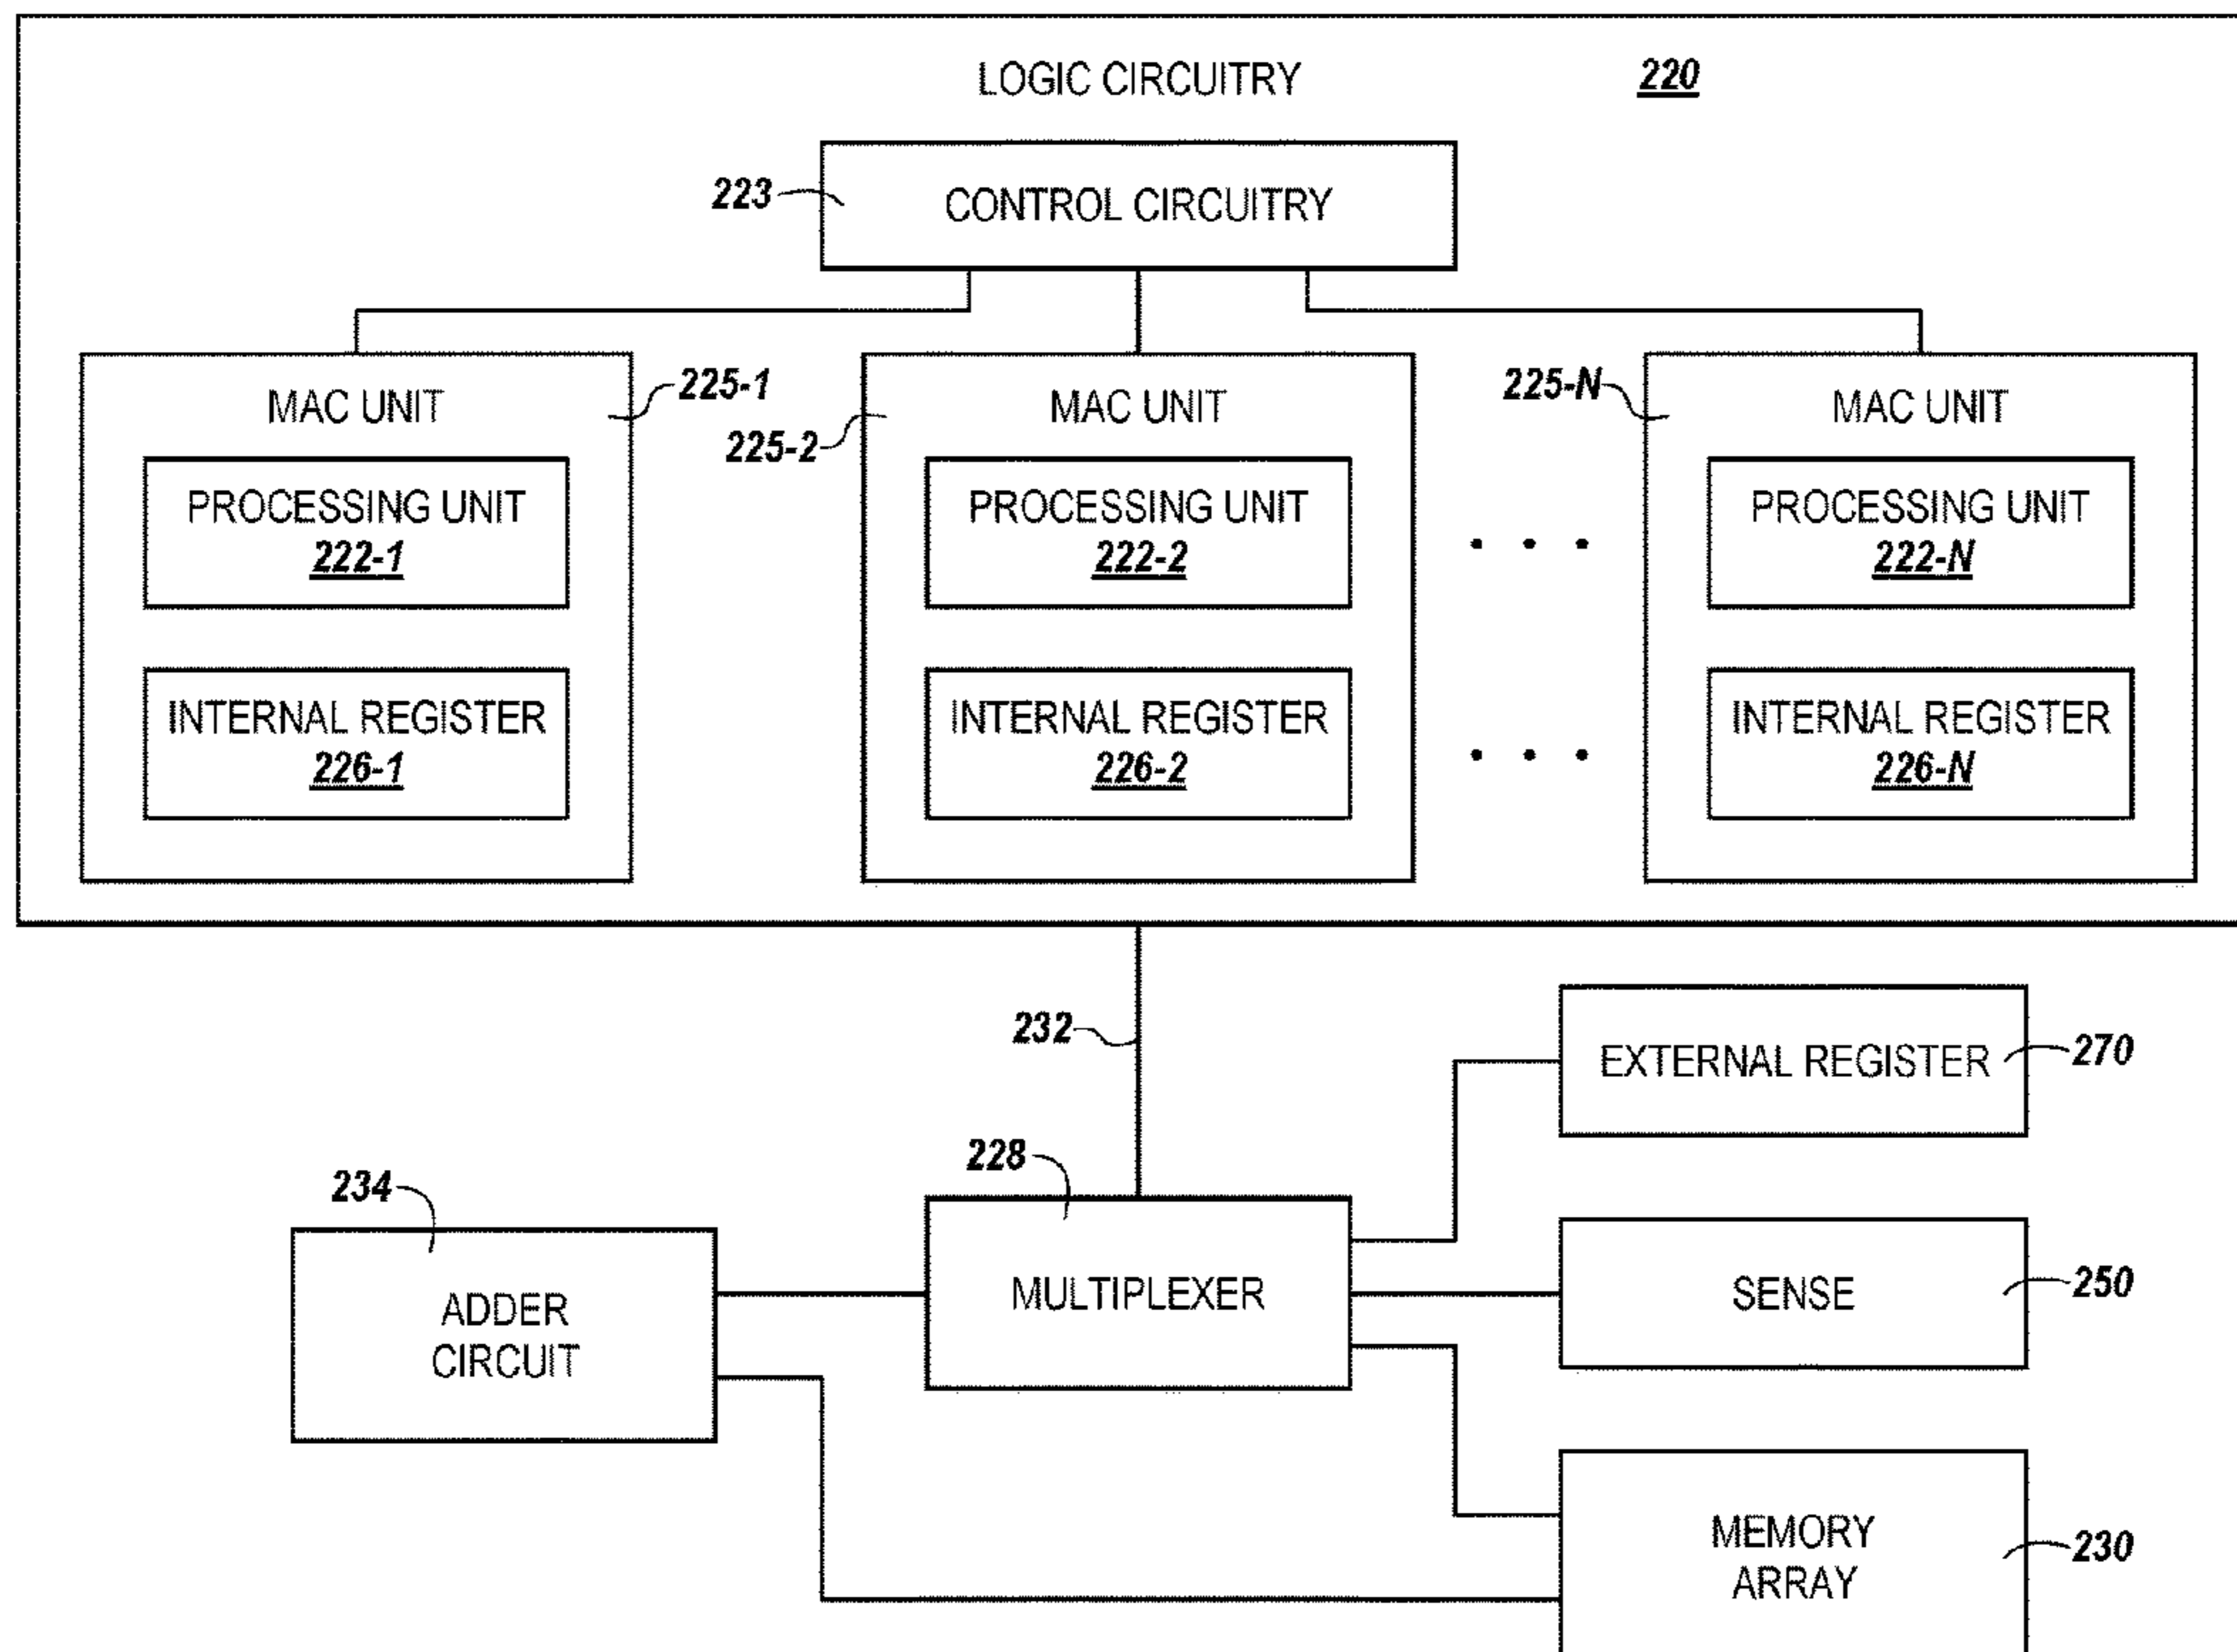 LOGIC CIRCUITRY 220
223 CONTROL CIRCUITRY
MAC UNIT 225-1
PROCESSING UNIT
222-1
INTERNAL REGISTER
226-1
MAC UNIT
225-2
PROCESSING UNIT
222-2
INTERNAL REGISTER
226-2
. . .
. . .
225-N MAC UNIT
PROCESSING UNIT
222-N
INTERNAL REGISTER
226-N
232
EXTERNAL REGISTER 270
228
MULTIPLEXER
234
ADDER
CIRCUIT
SENSE 250
MEMORY
ARRAY
230